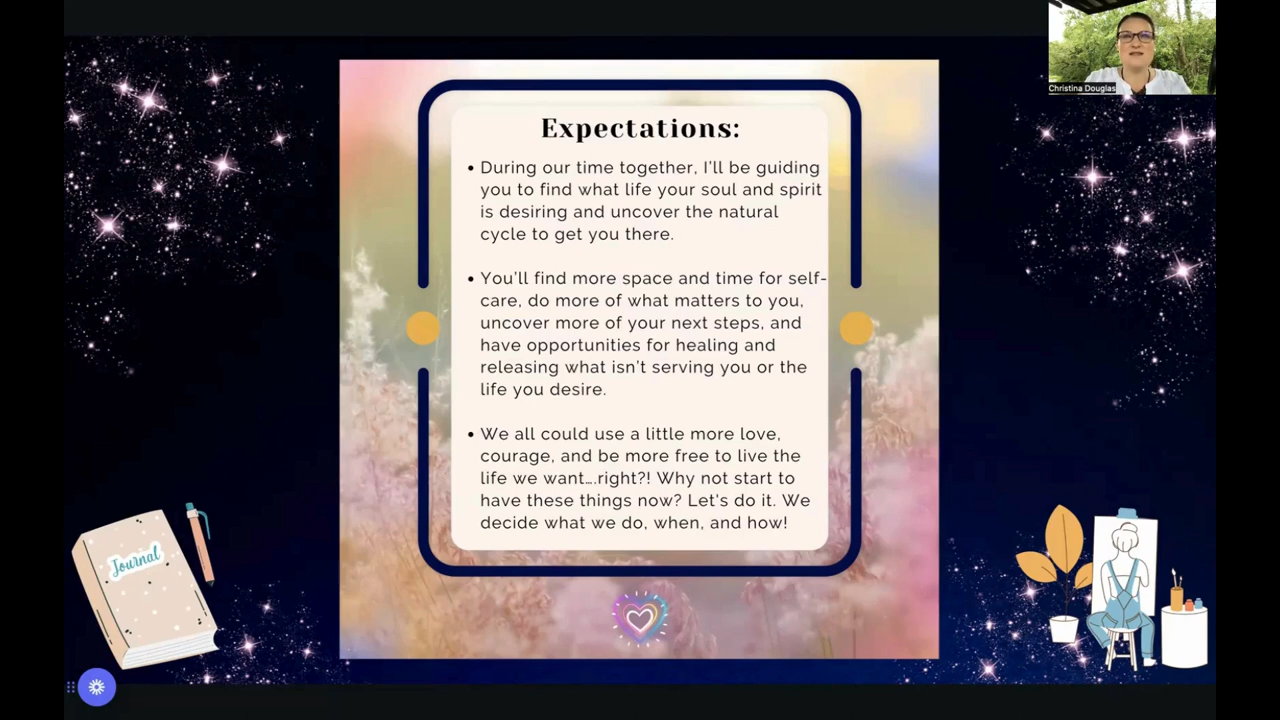 Christina Douglas
Expectations:
• During our time together, I'll be guiding
you to find what life your soul and spirit
is desiring and uncover the natural
cycle to get you there.
• You'll find more space and time for self-
care, do more of what matters to you,
uncover more of your next steps, and
have opportunities for healing and
releasing what isn't serving you or the
life you desire.
• We all could use a little more love,
courage, and be more free to live the
life we want....right?! Why not start to
have these things now? Let's do it. We
decide what we do, when, and how!
Journal